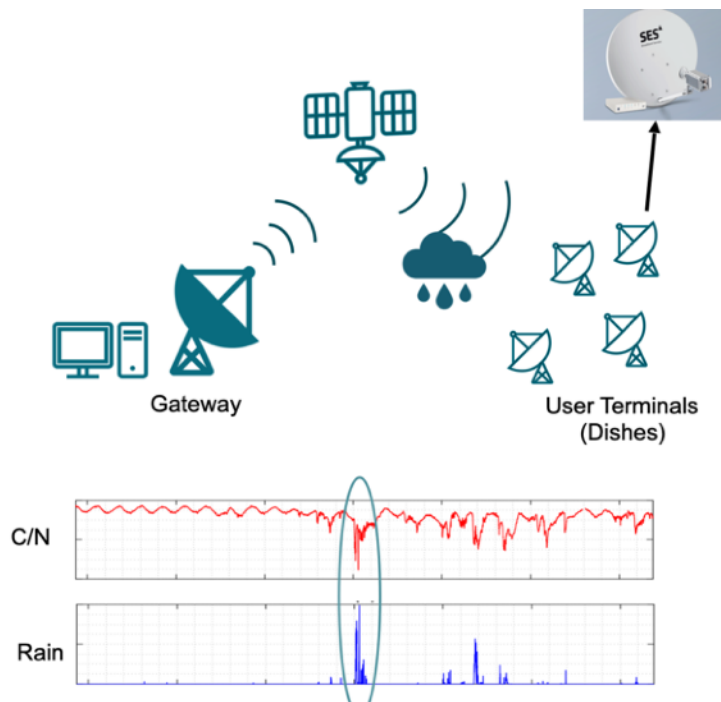 SES
Gateway
User Terminals
(Dishes)
C/N
Rain